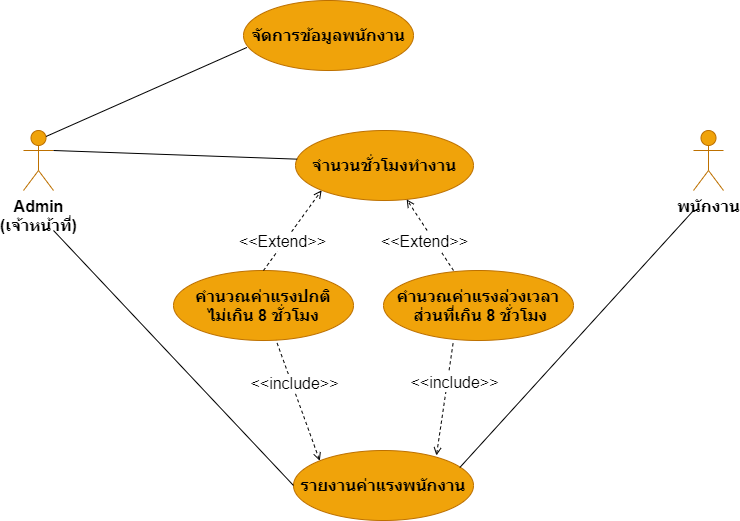 จัดการข้อมูลพนักงาน
จำนวนชั่วโมงทำงาน
Admin
(เจ้าหน้าที่)
พนักงาน
<<Extend>>
<<Extend>>
คำนวณค่าแรงปกติ
ไม่เกิน 8 ชั่วโมง
คำนวณค่าแรงล่วงเวลา
ส่วนที่เกิน 8 ชั่วโมง
<<include>>
<<include>>
รายงานค่าแรงพนักงาน